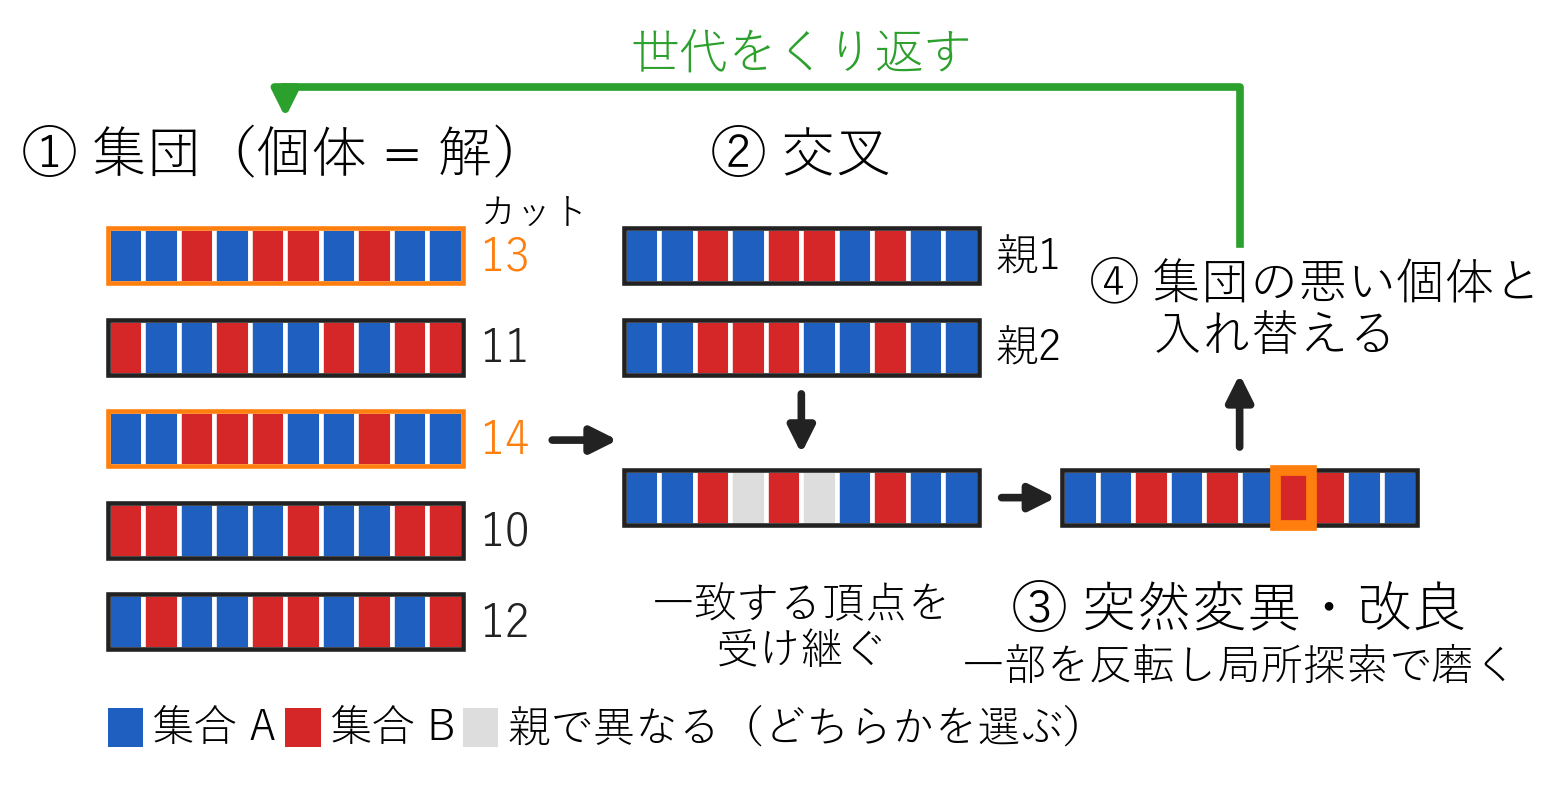 世代をくり返す
① 集団（個体 = 解）
② 交叉
カット
13
11
14
10
12
親1
親2
一致する頂点を
受け継ぐ
③ 突然変異・改良
一部を反転し局所探索で磨く
④ 集団の悪い個体と
入れ替える
集合 A
集合 B
親で異なる（どちらかを選ぶ）